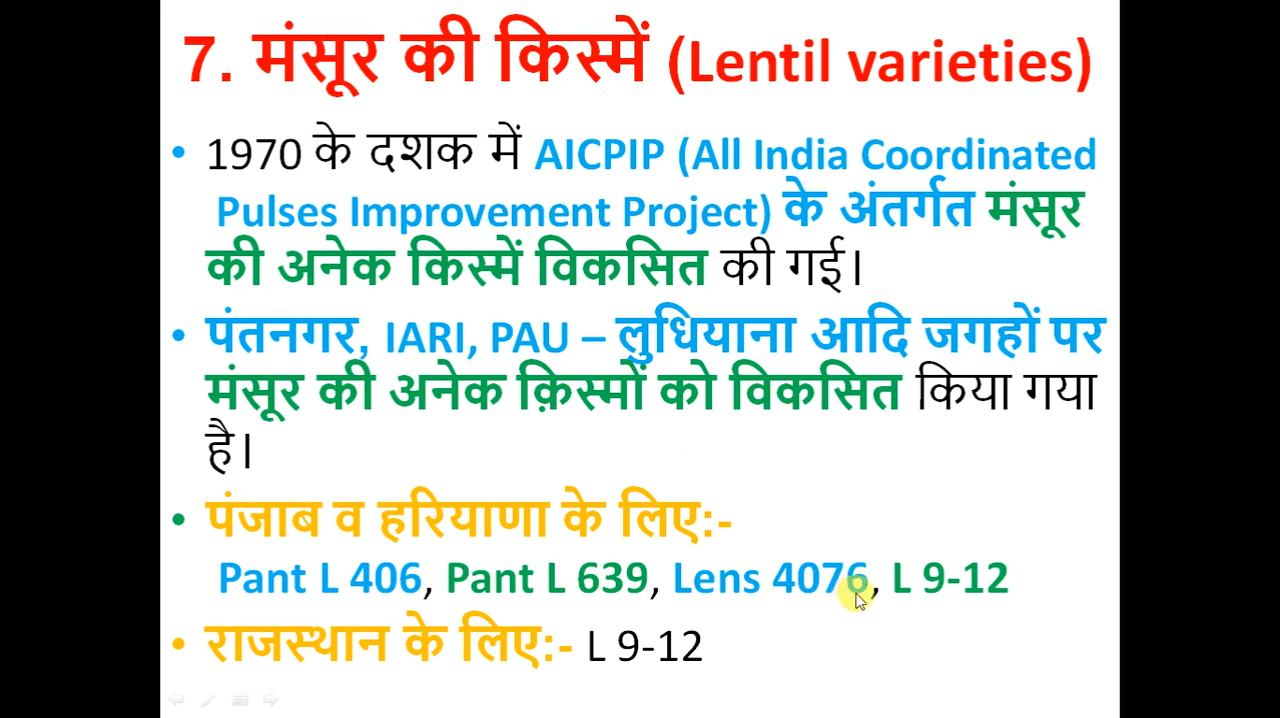 7. मंसूर की किस्में (Lentil varieties)
• 1970 के दशक में AICPIP (All India Coordinated
Pulses Improvement Project) के अंतर्गत मंसूर
की अनेक किस्में विकसित की गई।
• पंतनगर, IARI, PAU – लुधियाना आदि जगहों पर
मंसूर की अनेक क़िस्मों को विकसित किया गया
है।
• पंजाब व हरियाणा के लिए:-
Pant L 406, Pant L 639, Lens 4076, L 9-12
• राजस्थान के लिए:- L 9-12